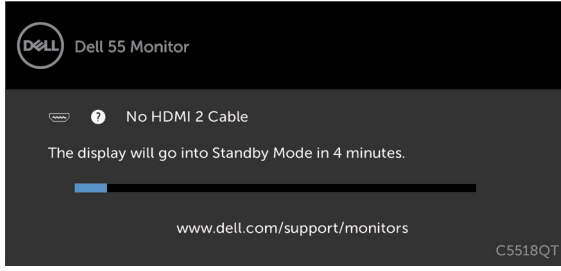 DELL
Dell 55 Monitor
? No HDMI 2 Cable
The display will go into Standby Mode in 4 minutes.
www.dell.com/support/monitors
C5518QT